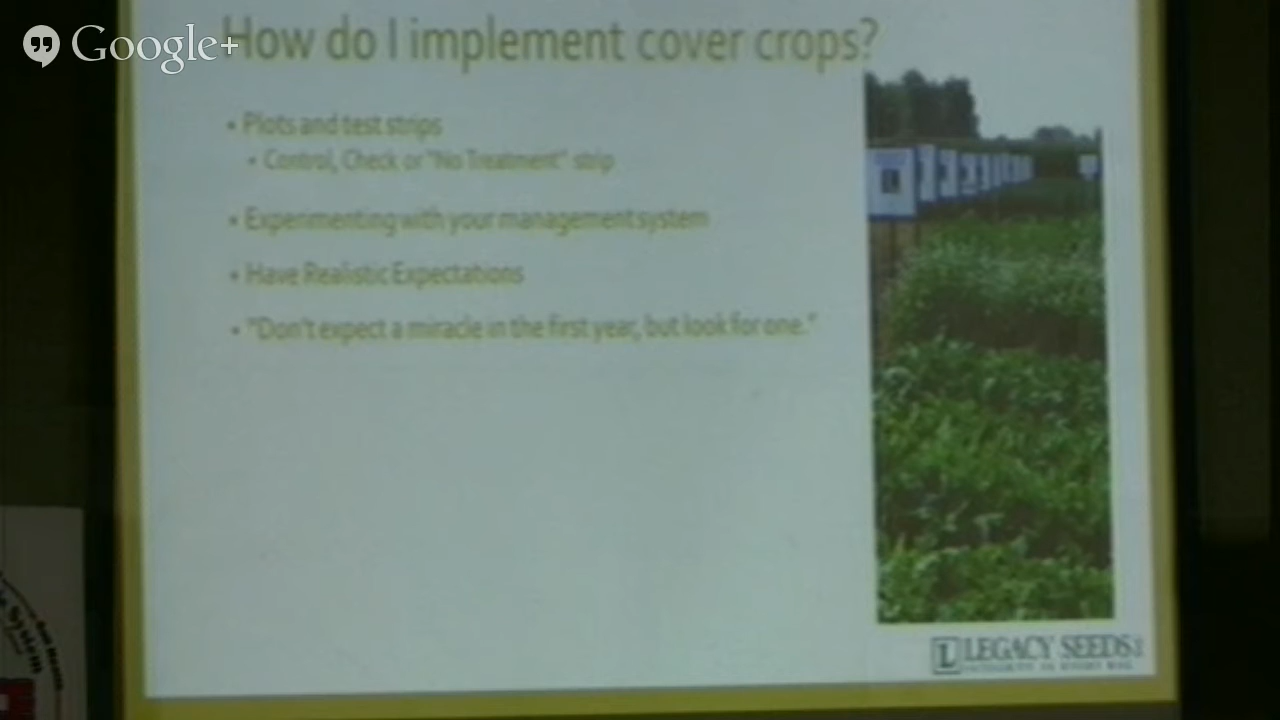 Google+
How do I implement cover crops?
• Plots and test strips
• Control, Check or "No Treatment" strip
• Experimenting with your management system
• Have Realistic Expectations
• "Don't expect a miracle in the first year, but look for one."
L LEGACY SEEDS
System